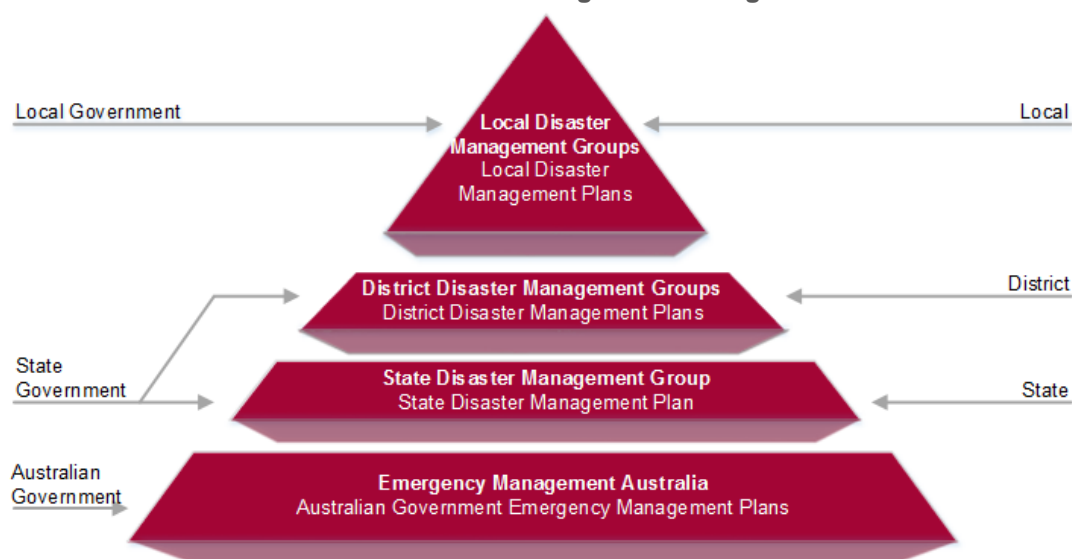 Local Government
Local
Local Disaster
Management Groups
Local Disaster
Management Plans
District Disaster Management Groups
District Disaster Management Plans
District
State
Government
State Disaster Management Group
State Disaster Management Plan
State
Australian
Government
Emergency Management Australia
Australian Government Emergency Management Plans